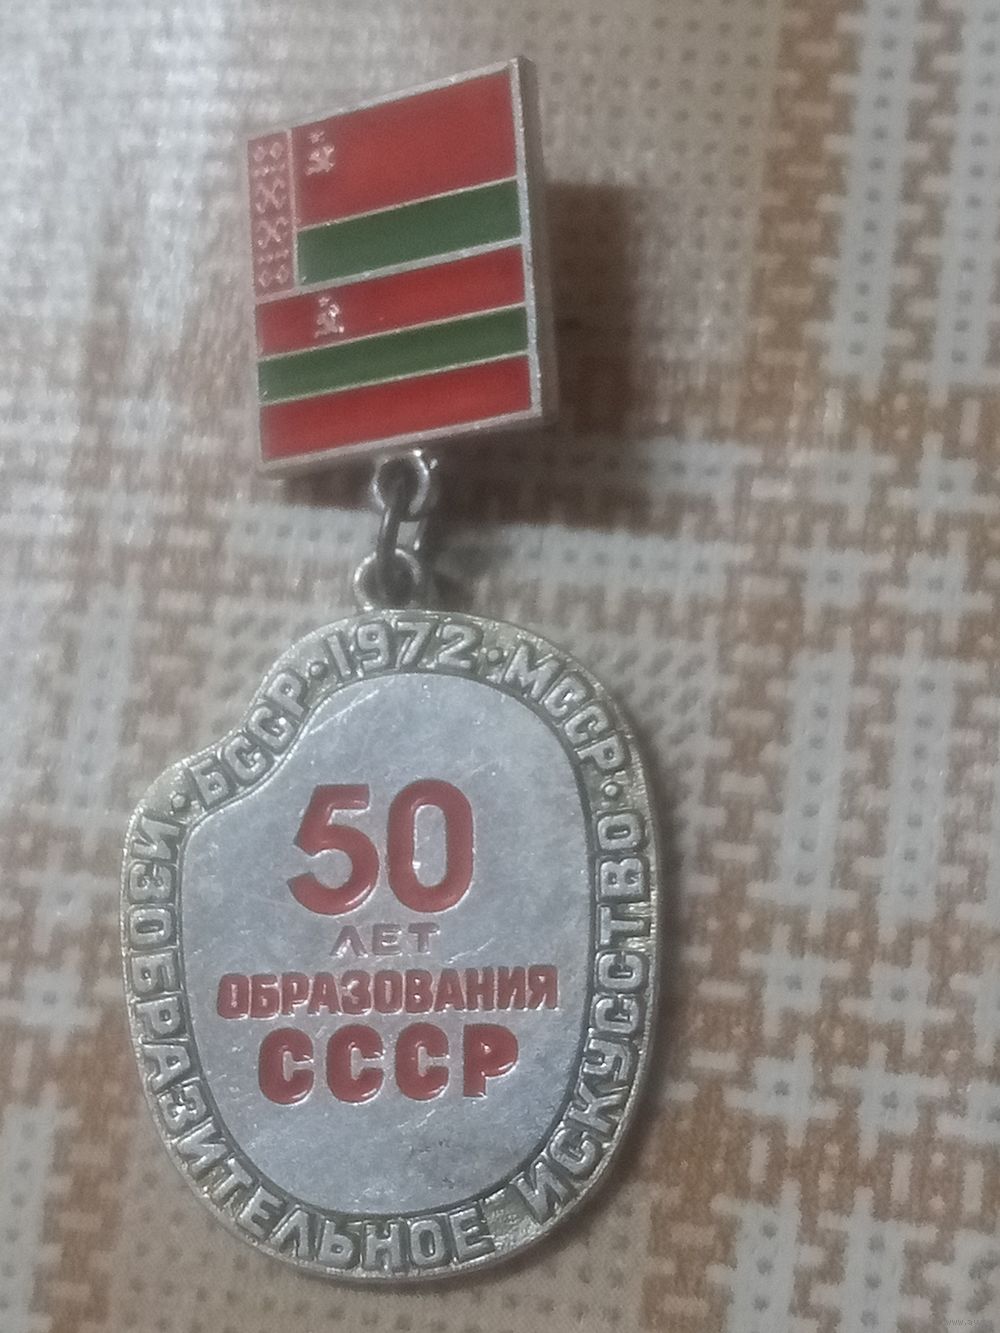 БССР·1972·МССР·
50
ЛЕТ
ОБРАЗОВАНИЯ
СССР
ИЗОБРАЗИТЕЛЬНОЕ ИСКУССТВО